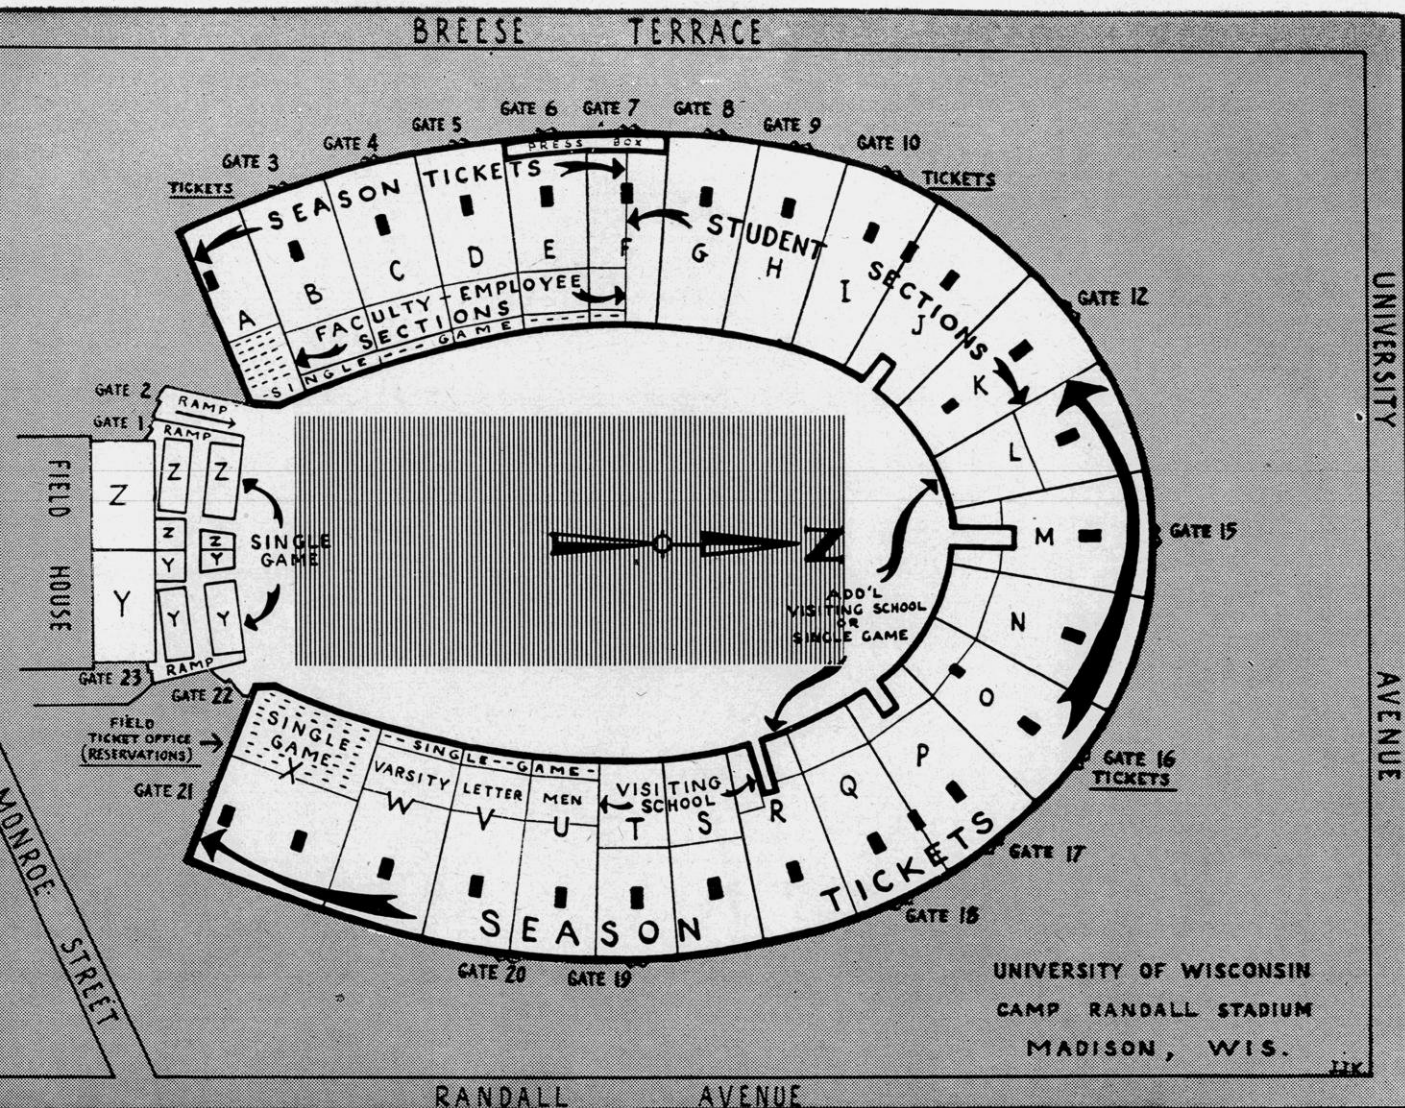 BREESE TERRACE
GATE 6 GATE 7 GATE 8
GATE 5 GATE 9
GATE 4 GATE 10
GATE 3
PRESS BOX
TICKETS
TICKETS
SEASON TICKETS
STUDENT
SECTIONS
A B C D E F G H I J K
FACULTY-EMPLOYEE
SECTIONS
SINGLE GAME
GATE 12
UNIVERSITY
AVENUE
GATE 2
RAMP
GATE 1
RAMP
FIELD
HOUSE
Z Z Z
Z Z
Y Y
Y Y Y
SINGLE
GAME
RAMP
GATE 23
GATE 22
Z
ADD'L
VISITING SCHOOL
OR
SINGLE GAME
L
M
N
O
P
Q
R
GATE 15
GATE 16
TICKETS
GATE 17
GATE 18
FIELD
TICKET OFFICE
(RESERVATIONS)
GATE 21
SINGLE
GAME
X
SINGLE GAME
VARSITY LETTER MEN
W V U
VISITING
SCHOOL
T S
SEASON TICKETS
GATE 20 GATE 19
MONROE STREET
UNIVERSITY OF WISCONSIN
CAMP RANDALL STADIUM
MADISON, WIS.
JJK
RANDALL AVENUE